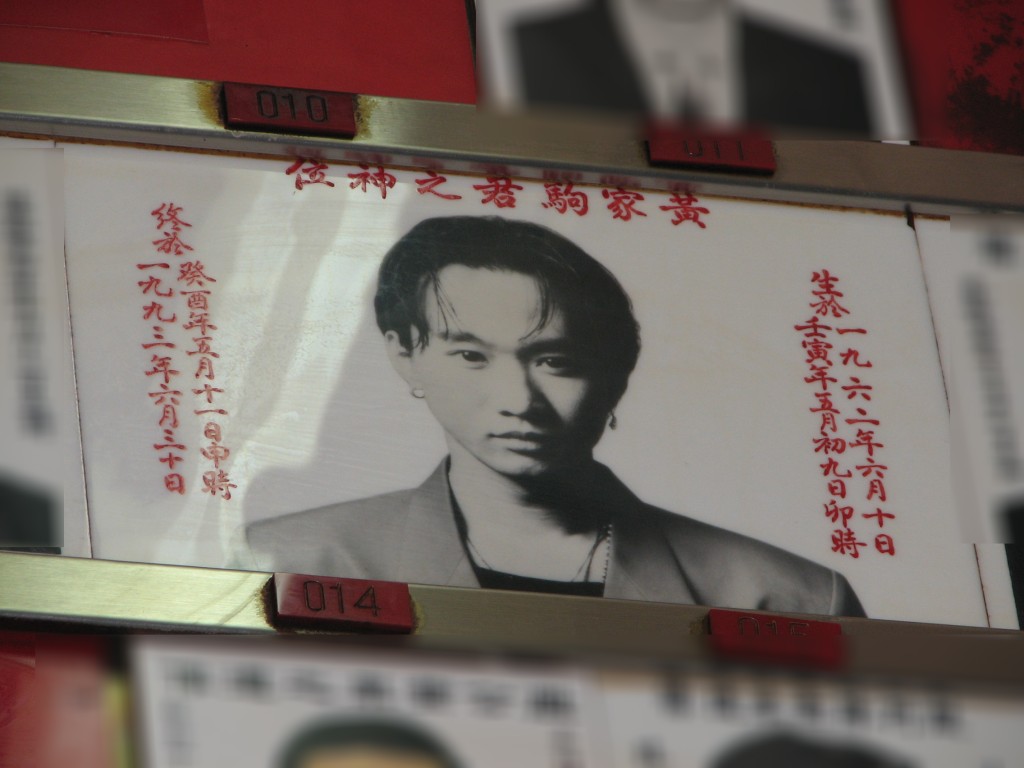 010
011
黃家駒君之神位
生於一九六二年六月十日
壬寅年五月初九日卯時
終於一九九三年六月三十日
癸酉年五月十一日申時
014
015